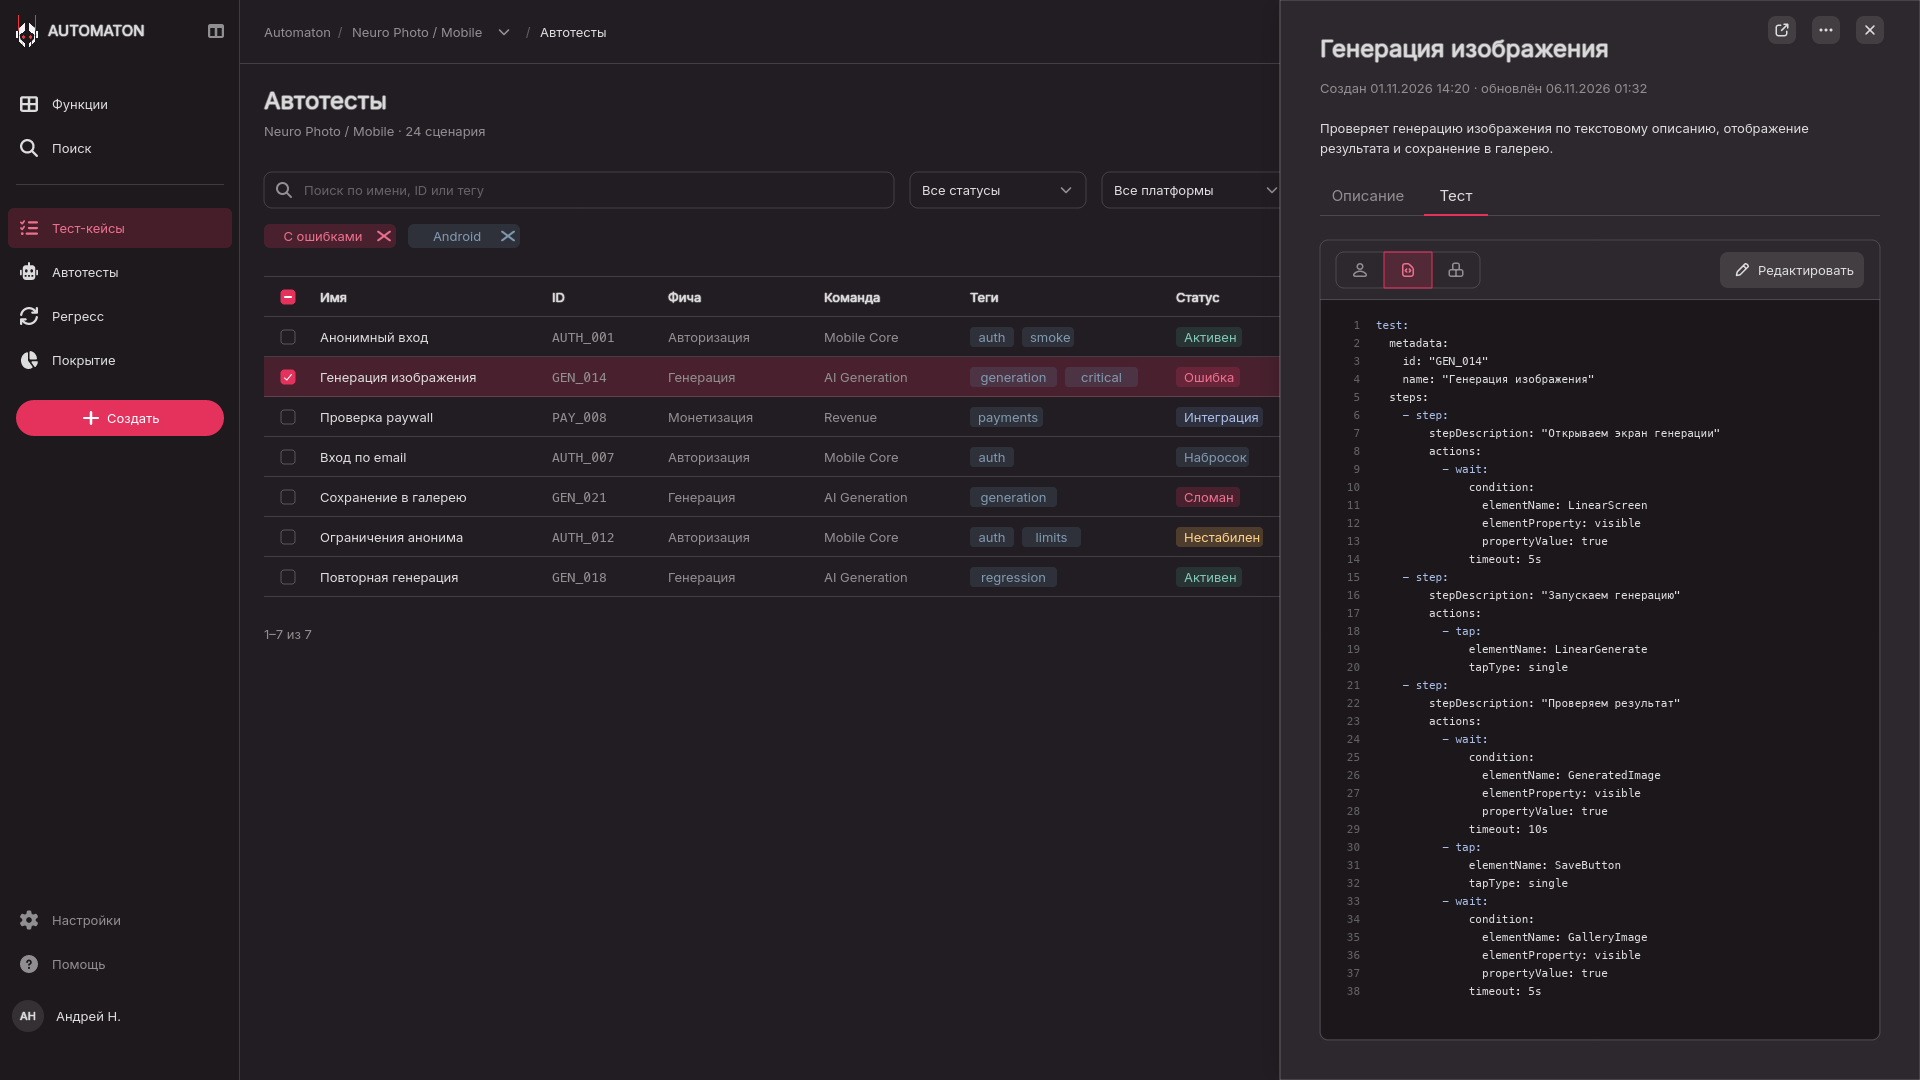 AUTOMATON
Функции
Поиск
Тест-кейсы
Автотесты
Регресс
Покрытие
Создать
Настройки
Помощь
АН Андрей Н.
Automaton / Neuro Photo / Mobile / Автотесты
Автотесты
Neuro Photo / Mobile · 24 сценария
Поиск по имени, ID или тегу
Все статусы
Все платформы
С ошибками
Android
Имя ID Фича Команда Теги Статус
Анонимный вход AUTH_001 Авторизация Mobile Core auth smoke Активен
Генерация изображения GEN_014 Генерация AI Generation generation critical Ошибка
Проверка paywall PAY_008 Монетизация Revenue payments Интеграция
Вход по email AUTH_007 Авторизация Mobile Core auth Набросок
Сохранение в галерею GEN_021 Генерация AI Generation generation Сломан
Ограничения анонима AUTH_012 Авторизация Mobile Core auth limits Нестабилен
Повторная генерация GEN_018 Генерация AI Generation regression Активен
1–7 из 7
Генерация изображения
Создан 01.11.2026 14:20 · обновлён 06.11.2026 01:32
Проверяет генерацию изображения по текстовому описанию, отображение
результата и сохранение в галерею.
Описание Тест
Редактировать
1 test:
2 metadata:
3 id: "GEN_014"
4 name: "Генерация изображения"
5 steps:
6 – step:
7 stepDescription: "Открываем экран генерации"
8 actions:
9 – wait:
10 condition:
11 elementName: LinearScreen
12 elementProperty: visible
13 propertyValue: true
14 timeout: 5s
15 – step:
16 stepDescription: "Запускаем генерацию"
17 actions:
18 – tap:
19 elementName: LinearGenerate
20 tapType: single
21 – step:
22 stepDescription: "Проверяем результат"
23 actions:
24 – wait:
25 condition:
26 elementName: GeneratedImage
27 elementProperty: visible
28 propertyValue: true
29 timeout: 10s
30 – tap:
31 elementName: SaveButton
32 tapType: single
33 – wait:
34 condition:
35 elementName: GalleryImage
36 elementProperty: visible
37 propertyValue: true
38 timeout: 5s